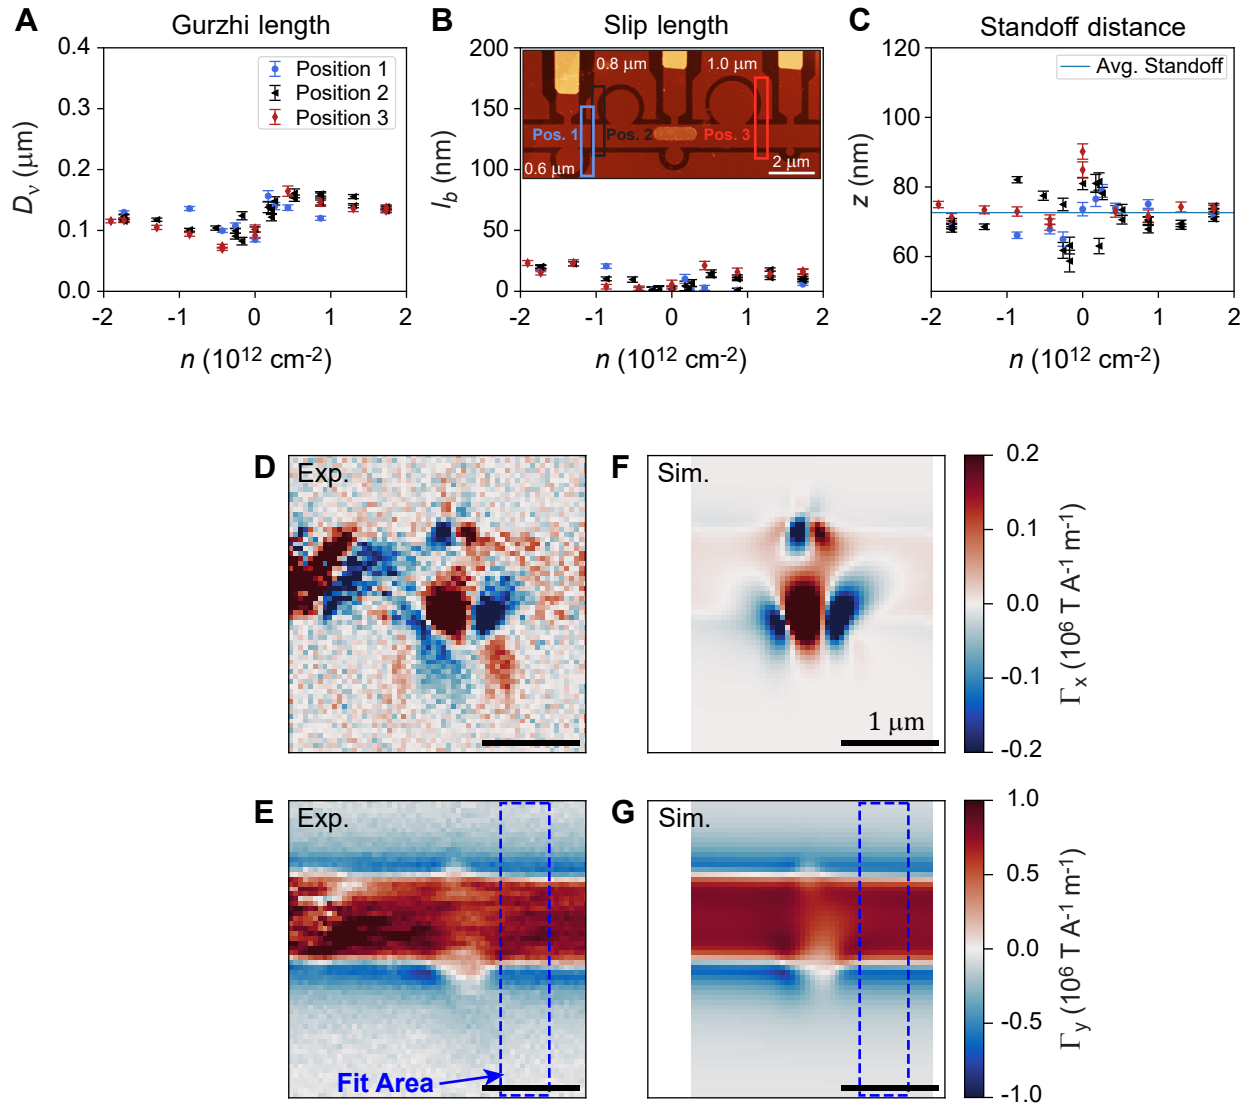 A
Gurzhi length
0.4
0.3
0.2
0.1
0.0
Dν (μm)
Position 1
Position 2
Position 3
-2
-1
0
1
2
n (10¹² cm⁻²)
B
Slip length
200
150
100
50
0
lb (nm)
0.8 μm
1.0 μm
Pos. 1
Pos. 2
Pos. 3
0.6 μm
2 μm
-2
-1
0
1
2
n (10¹² cm⁻²)
C
Standoff distance
120
100
80
60
z (nm)
Avg. Standoff
-2
-1
0
1
2
n (10¹² cm⁻²)
D
Exp.
F
Sim.
1 μm
0.2
0.1
0.0
-0.1
-0.2
Γx (10⁶ T A⁻¹ m⁻¹)
E
Exp.
Fit Area
G
Sim.
1.0
0.5
0.0
-0.5
-1.0
Γy (10⁶ T A⁻¹ m⁻¹)